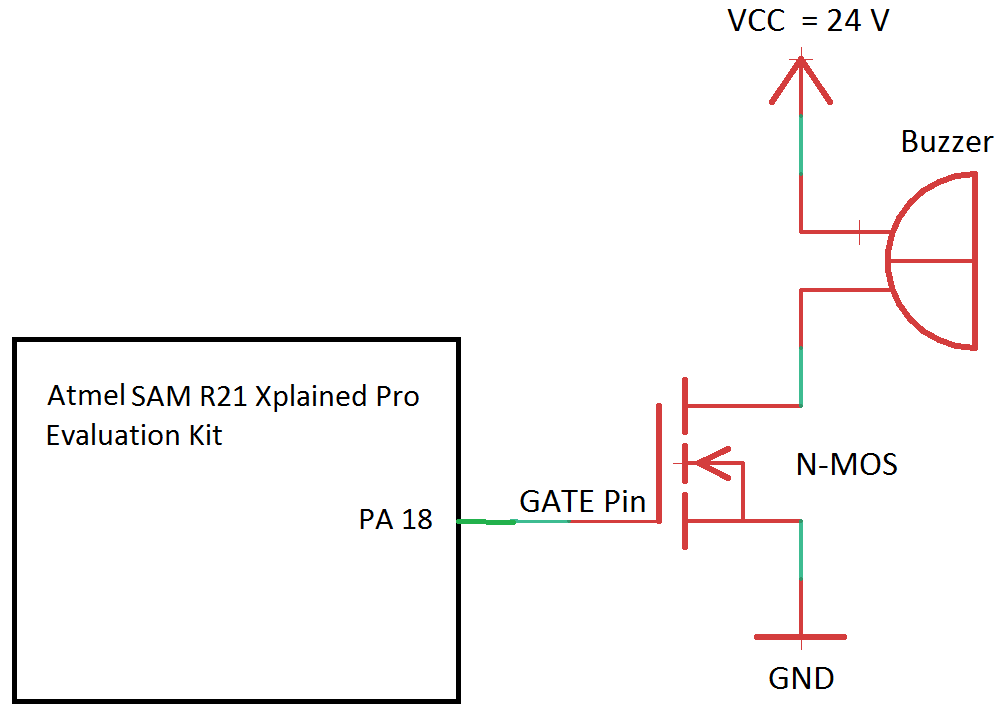 VCC = 24 V
Buzzer
Atmel SAM R21 Xplained Pro
Evaluation Kit
N-MOS
GATE Pin
PA 18
GND